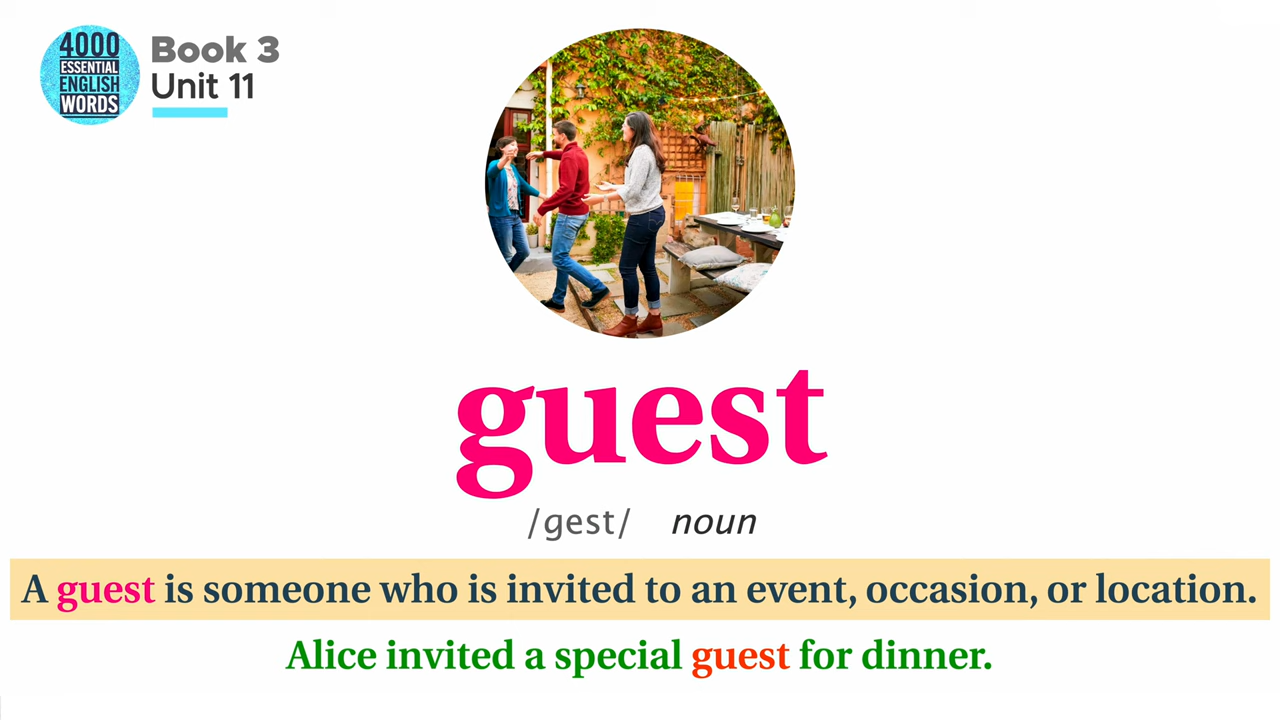 4000
ESSENTIAL
ENGLISH
WORDS
Book 3
Unit 11
guest
/gest/ noun
A guest is someone who is invited to an event, occasion, or location.
Alice invited a special guest for dinner.